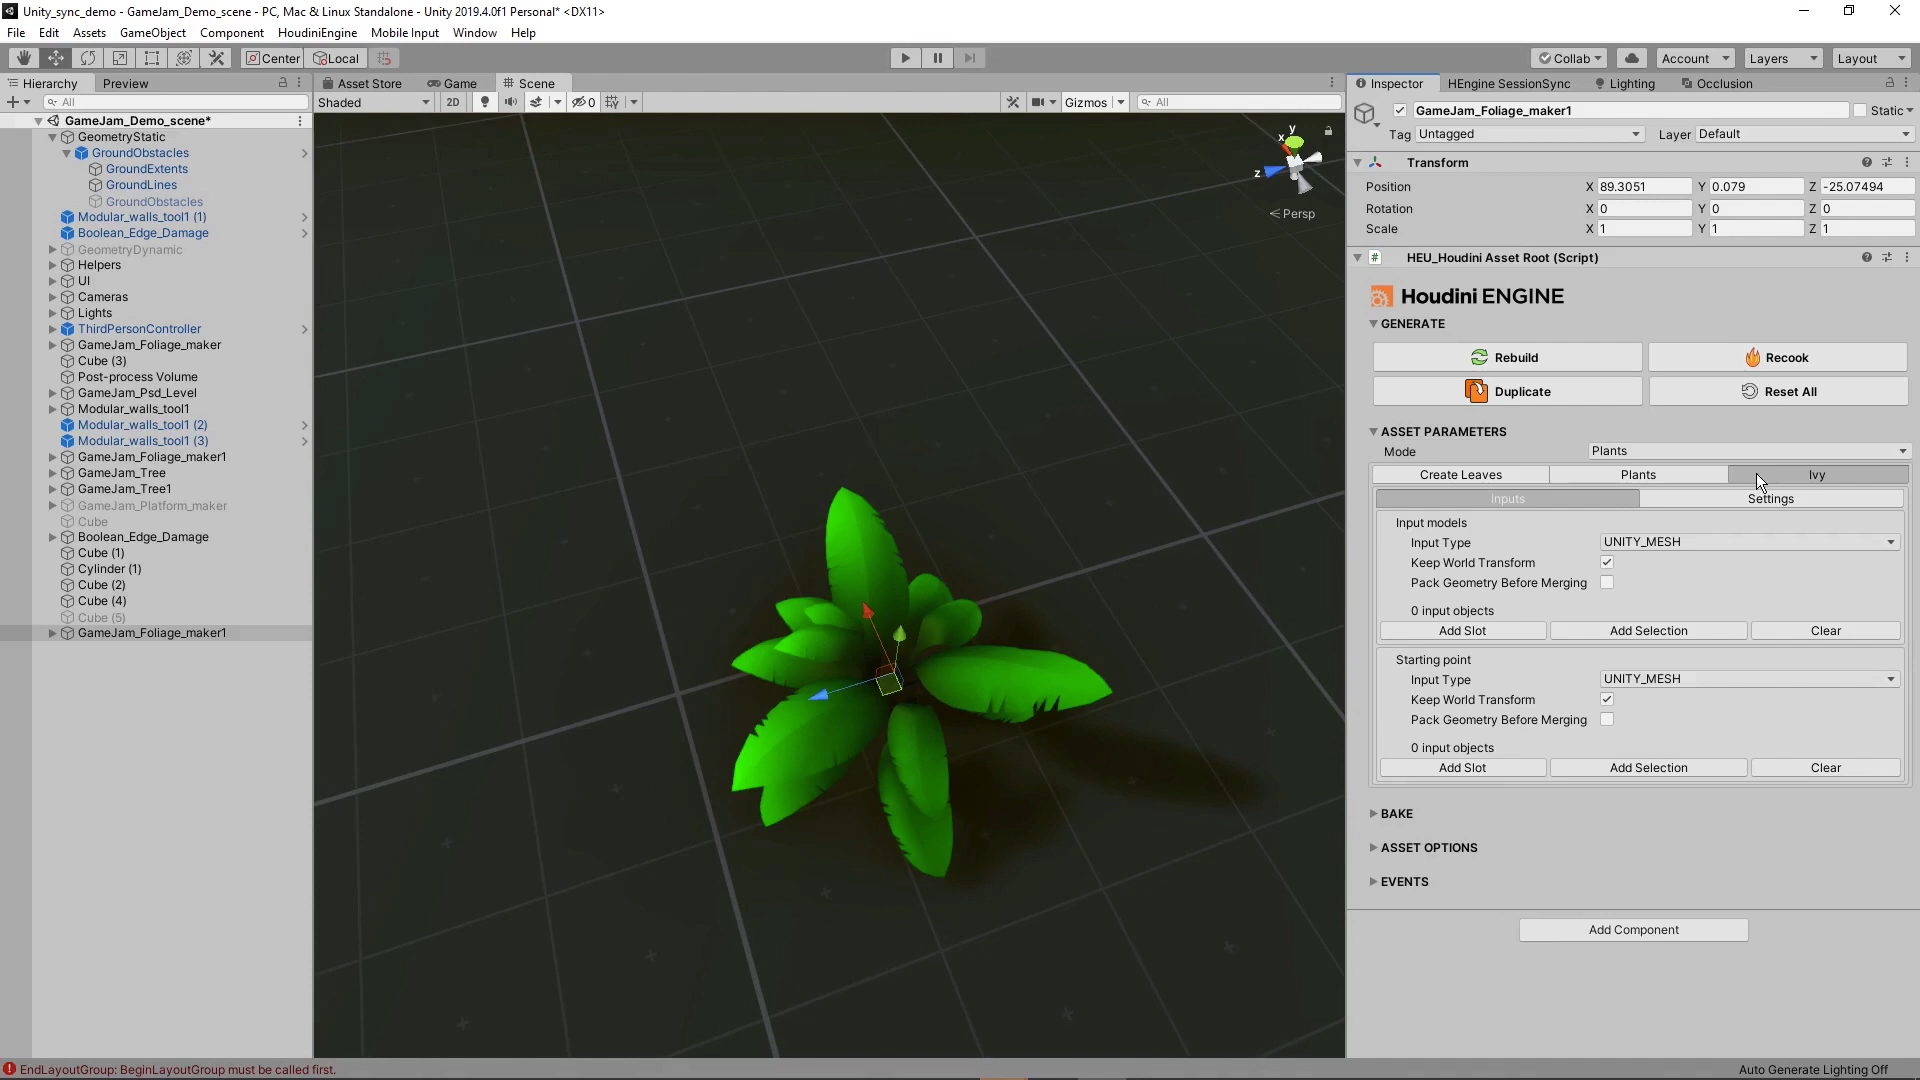 Unity_sync_demo - GameJam_Demo_scene - PC, Mac & Linux Standalone - Unity 2019.4.0f1 Personal* <DX11>
File Edit Assets GameObject Component HoudiniEngine Mobile Input Window Help
Center Local Collab Account Layers Layout
Hierarchy Preview
All
GameJam_Demo_scene*
GeometryStatic
GroundObstacles
GroundExtents
GroundLines
GroundObstacles
Modular_walls_tool1 (1)
Boolean_Edge_Damage
GeometryDynamic
Helpers
UI
Cameras
Lights
ThirdPersonController
GameJam_Foliage_maker
Cube (3)
Post-process Volume
GameJam_Psd_Level
Modular_walls_tool1
Modular_walls_tool1 (2)
Modular_walls_tool1 (3)
GameJam_Foliage_maker1
GameJam_Tree
GameJam_Tree1
GameJam_Platform_maker
Cube
Boolean_Edge_Damage
Cube (1)
Cylinder (1)
Cube (2)
Cube (4)
Cube (5)
GameJam_Foliage_maker1
Asset Store Game Scene
Shaded 2D 0 Gizmos All
y
x
z
Persp
Inspector HEngine SessionSync Lighting Occlusion
GameJam_Foliage_maker1 Static
Tag Untagged Layer Default
Transform
Position X 89.3051 Y 0.079 Z -25.07494
Rotation X 0 Y 0 Z 0
Scale X 1 Y 1 Z 1
# HEU_Houdini Asset Root (Script)
Houdini ENGINE
GENERATE
Rebuild Recook
Duplicate Reset All
ASSET PARAMETERS
Mode Plants
Create Leaves Plants Ivy
Inputs Settings
Input models
Input Type UNITY_MESH
Keep World Transform
Pack Geometry Before Merging
0 input objects
Add Slot Add Selection Clear
Starting point
Input Type UNITY_MESH
Keep World Transform
Pack Geometry Before Merging
0 input objects
Add Slot Add Selection Clear
BAKE
ASSET OPTIONS
EVENTS
Add Component
EndLayoutGroup: BeginLayoutGroup must be called first.
Auto Generate Lighting Off